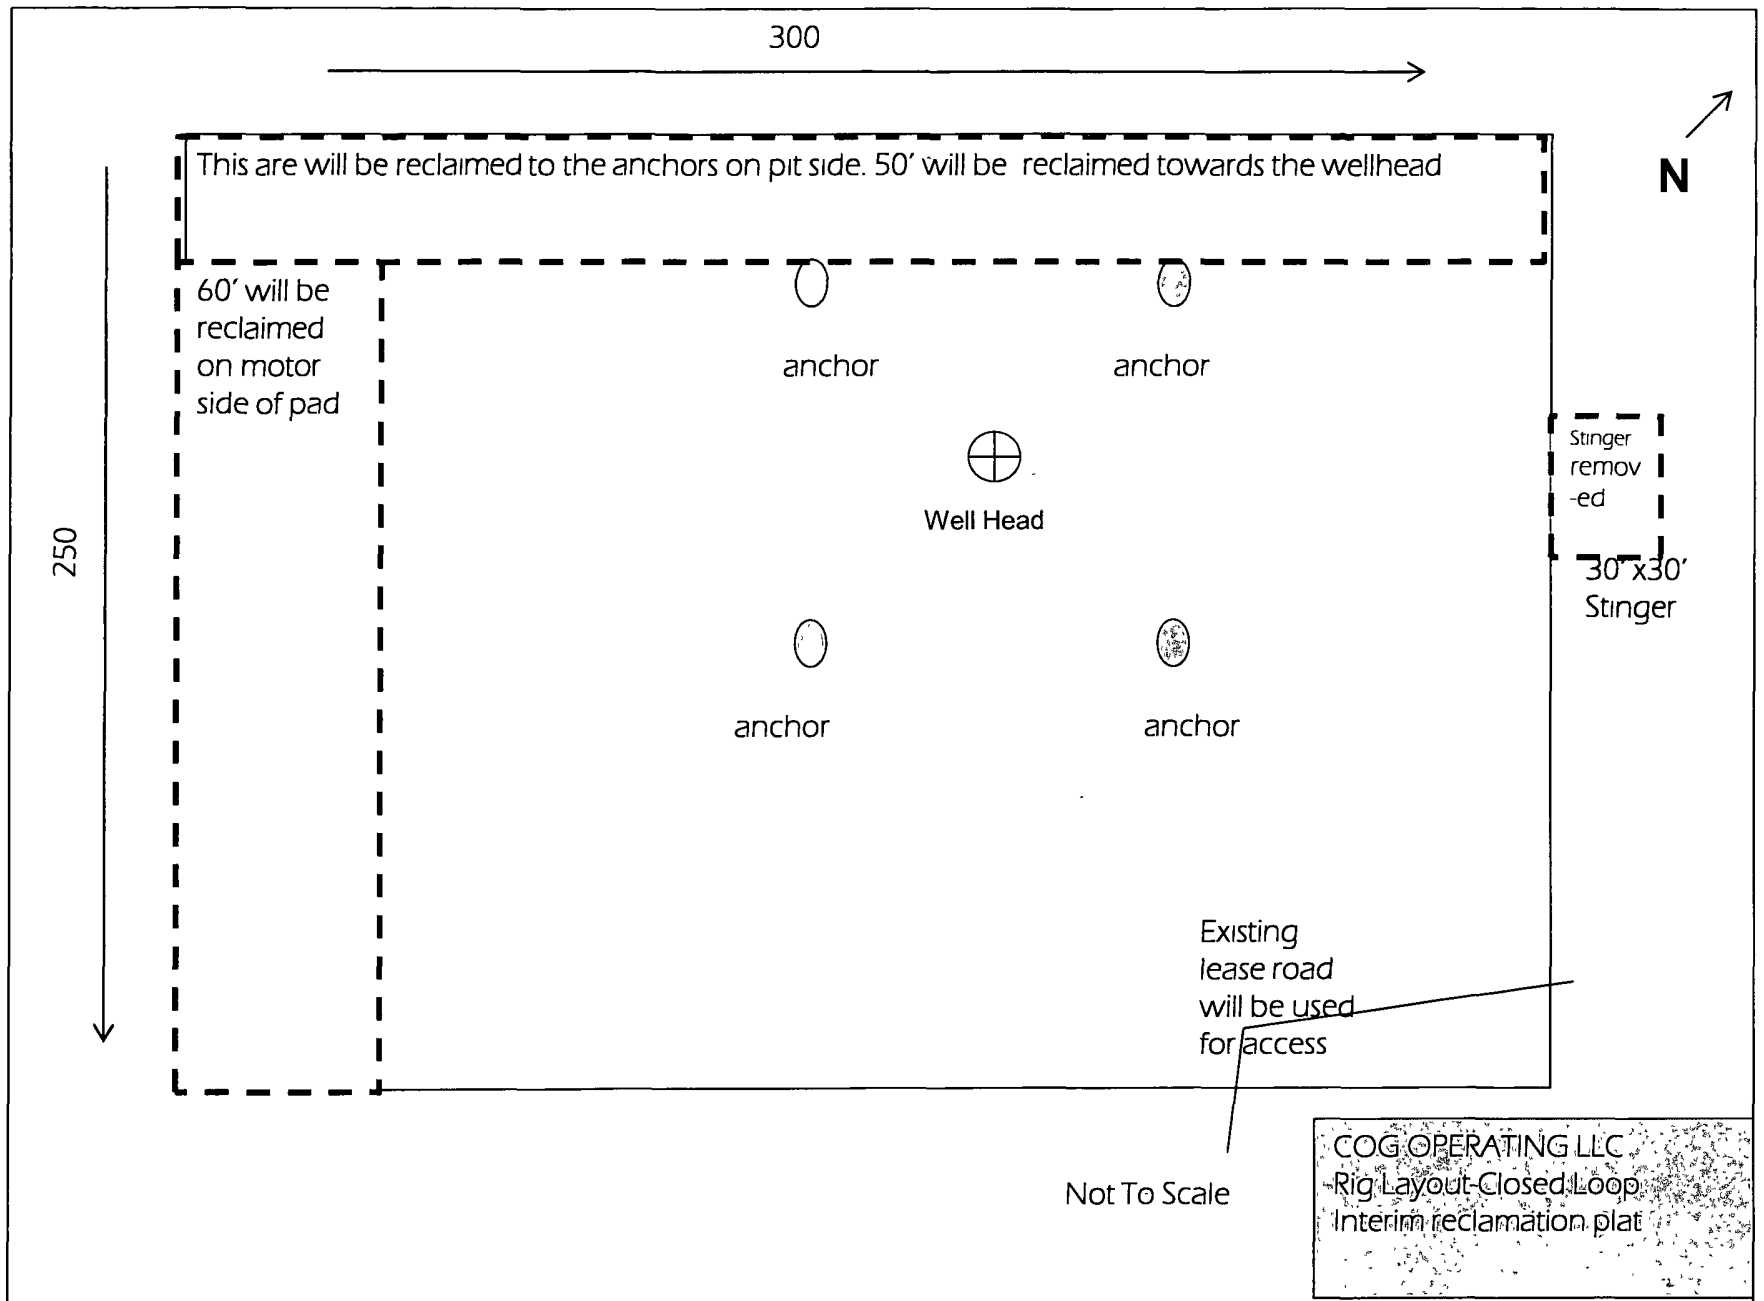 300
N
This are will be reclaimed to the anchors on pit side. 50' will be reclaimed towards the wellhead
60' will be
reclaimed
on motor
side of pad
anchor
anchor
Stinger
remov
-ed
Well Head
250
30' x30'
Stinger
anchor
anchor
Existing
lease road
will be used
for access
Not To Scale
COG OPERATING LLC
Rig Layout-Closed Loop
Interim reclamation plat